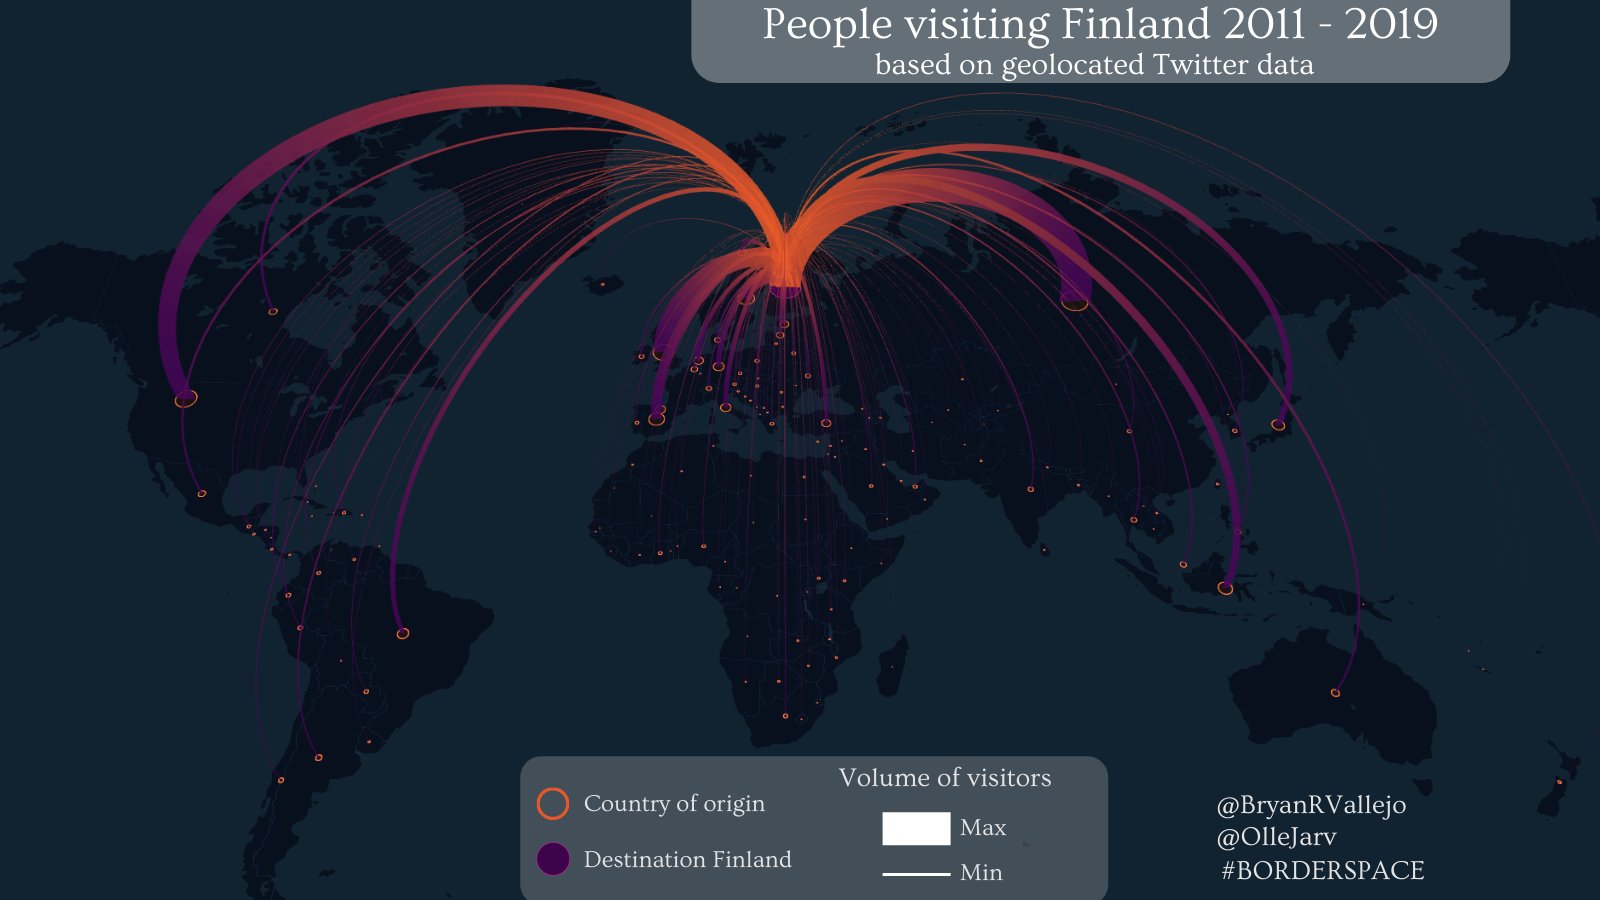 People visiting Finland 2011 - 2019
based on geolocated Twitter data
Country of origin
Destination Finland
Volume of visitors
Max
Min
@BryanRVallejo
@OlleJarv
#BORDERSPACE